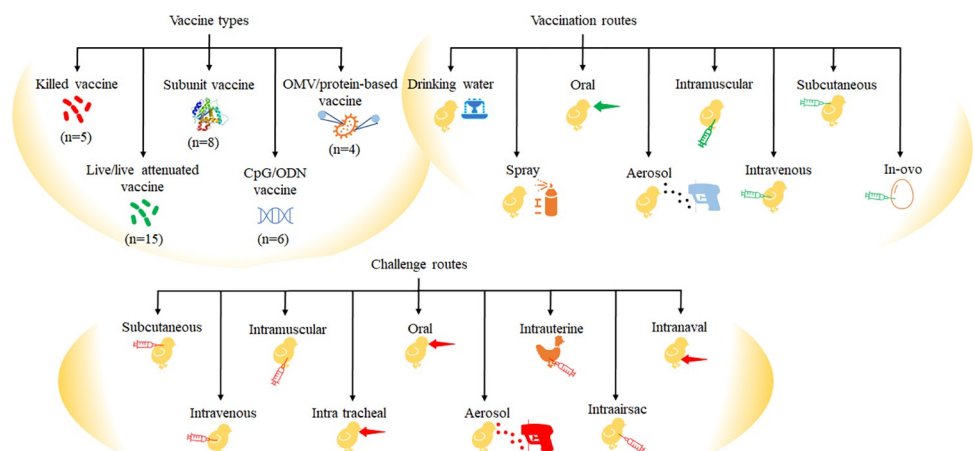 Vaccine types
Killed vaccine
(n=5)
Subunit vaccine
(n=8)
OMV/protein-based
vaccine
(n=4)
Live/live attenuated
vaccine
(n=15)
CpG/ODN
vaccine
(n=6)
Vaccination routes
Drinking water
Oral
Intramuscular
Subcutaneous
Spray
Aerosol
Intravenous
In-ovo
Challenge routes
Subcutaneous
Intramuscular
Oral
Intrauterine
Intranaval
Intravenous
Intra tracheal
Aerosol
Intraairsac